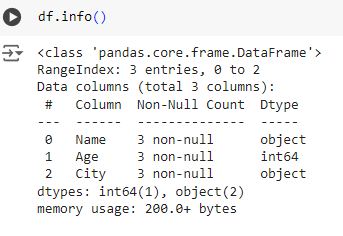 df.info()
<class 'pandas.core.frame.DataFrame'>
RangeIndex: 3 entries, 0 to 2
Data columns (total 3 columns):
 #   Column  Non-Null Count  Dtype
---  ------  --------------  -----
 0   Name    3 non-null      object
 1   Age     3 non-null      int64
 2   City    3 non-null      object
dtypes: int64(1), object(2)
memory usage: 200.0+ bytes